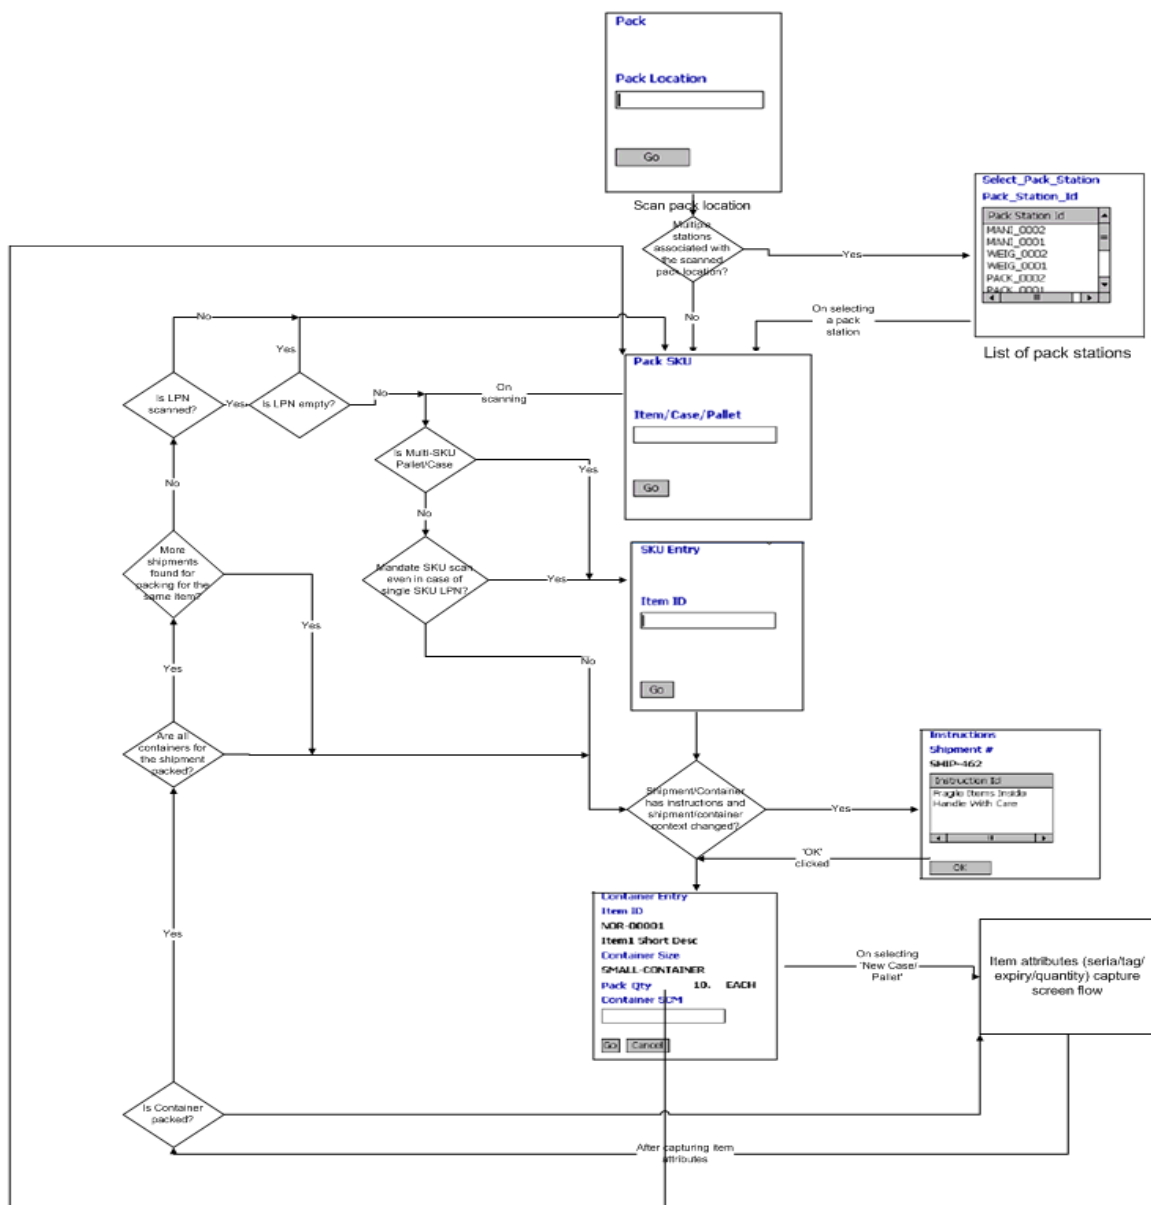 Pack
Pack Location
Go
Scan pack location
Multiple
stations
associated with
the scanned
pack location?
Yes
No
Select_Pack_Station
Pack_Station_Id
Pack Station Id
MANI_0002
MANI_0001
WEIG_0002
WEIG_0001
PACK_0002
PACK_0001
List of pack stations
On selecting
a pack
station
No
Yes
Is LPN
scanned?
Yes
Is LPN empty?
No
On
scanning
Pack SKU
Item/Case/Pallet
Go
Is Multi-SKU
Pallet/Case
Yes
No
No
More
shipments
found for
packing for the
same item?
Yes
Mandate SKU scan
even in case of
single SKU LPN?
Yes
No
SKU Entry
Item ID
Go
Yes
Are all
containers for
the shipment
packed?
Shipment/Container
has instructions and
shipment/container
context changed?
Yes
Instructions
Shipment #
SHIP-462
Instruction Id
Fragile Items Inside
Handle With Care
OK
'OK'
clicked
Container Entry
Item ID
NOR-00001
Item1 Short Desc
Container Size
SMALL-CONTAINER
Pack Qty 10. EACH
Container SCM
Go Cancel
On selecting
'New Case/
Pallet'
Item attributes (seria/tag/
expiry/quantity) capture
screen flow
Yes
Is Container
packed?
After capturing item
attributes